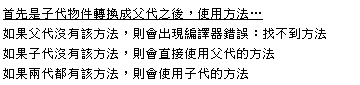 首先是子代物件轉換成父代之後，使用方法…
如果父代沒有該方法，則會出現編譯器錯誤：找不到方法
如果子代沒有該方法，則會直接使用父代的方法
如果兩代都有該方法，則會使用子代的方法